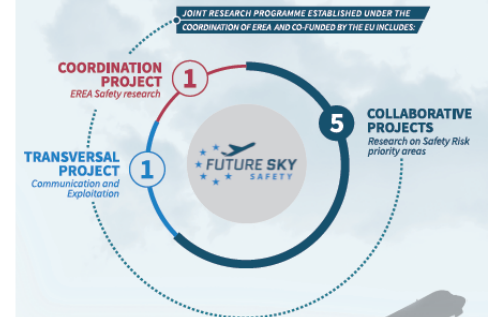 JOINT RESEARCH PROGRAMME ESTABLISHED UNDER THE
COORDINATION OF EREA AND CO-FUNDED BY THE EU INCLUDES:
COORDINATION
PROJECT
EREA Safety research
1
5
COLLABORATIVE
PROJECTS
Research on Safety Risk
priority areas
TRANSVERSAL
PROJECT
Communication and
Exploitation
1
FUTURE SKY
SAFETY